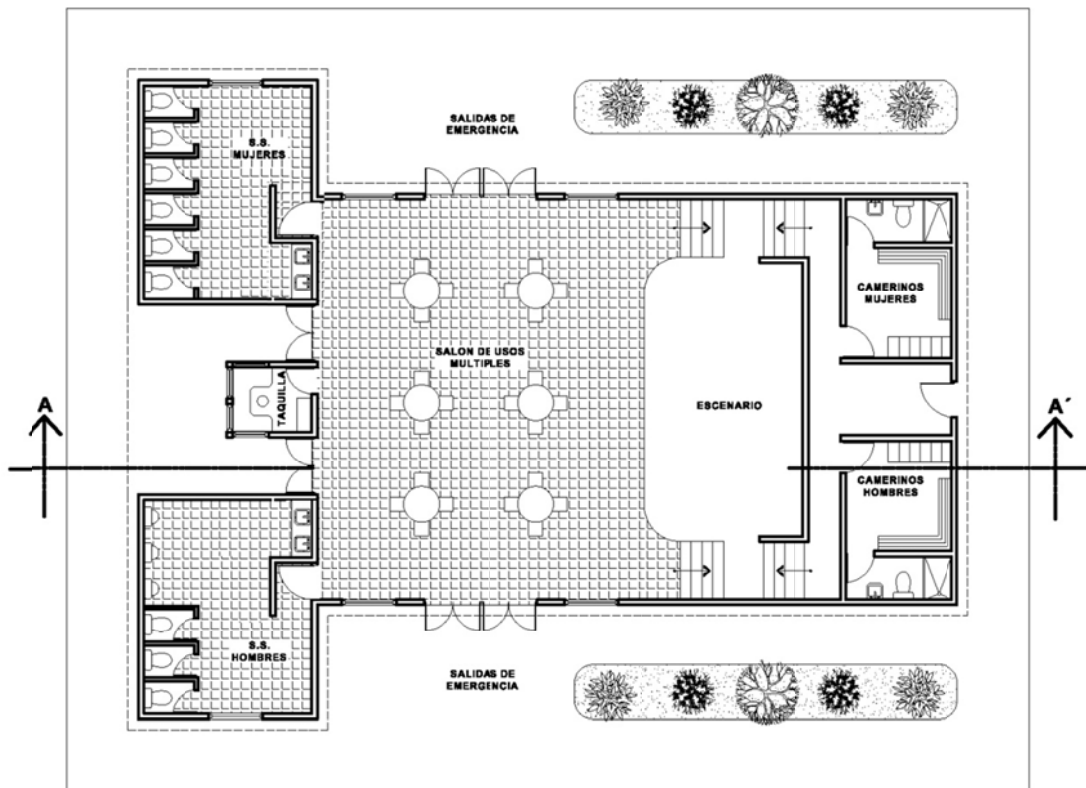 SALIDAS DE
EMERGENCIA
S.S.
MUJERES
CAMERINOS
MUJERES
SALON DE USOS
MULTIPLES
TAQUILLA
ESCENARIO
A
A´
CAMERINOS
HOMBRES
S.S.
HOMBRES
SALIDAS DE
EMERGENCIA